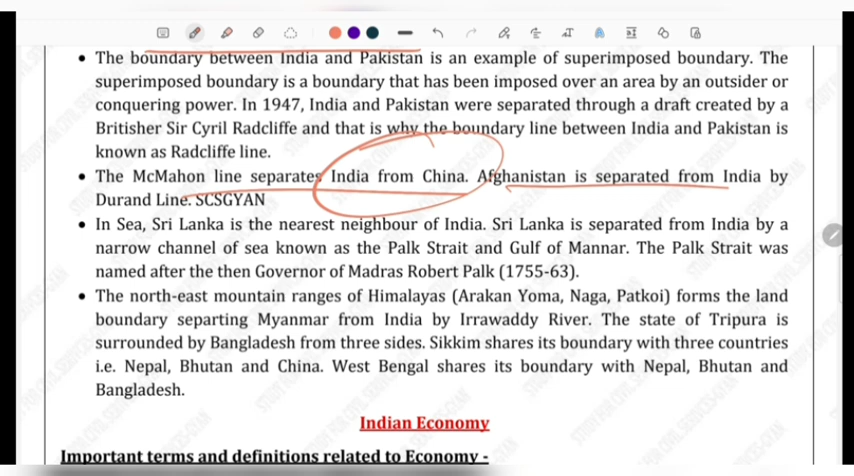 • The boundary between India and Pakistan is an example of superimposed boundary. The
superimposed boundary is a boundary that has been imposed over an area by an outsider or
conquering power. In 1947, India and Pakistan were separated through a draft created by a
Britisher Sir Cyril Radcliffe and that is why the boundary line between India and Pakistan is
known as Radcliffe line.
• The McMahon line separates India from China. Afghanistan is separated from India by
Durand Line. SCSGYAN
• In Sea, Sri Lanka is the nearest neighbour of India. Sri Lanka is separated from India by a
narrow channel of sea known as the Palk Strait and Gulf of Mannar. The Palk Strait was
named after the then Governor of Madras Robert Palk (1755-63).
• The north-east mountain ranges of Himalayas (Arakan Yoma, Naga, Patkoi) forms the land
boundary separting Myanmar from India by Irrawaddy River. The state of Tripura is
surrounded by Bangladesh from three sides. Sikkim shares its boundary with three countries
i.e. Nepal, Bhutan and China. West Bengal shares its boundary with Nepal, Bhutan and
Bangladesh.
Indian Economy
Important terms and definitions related to Economy -